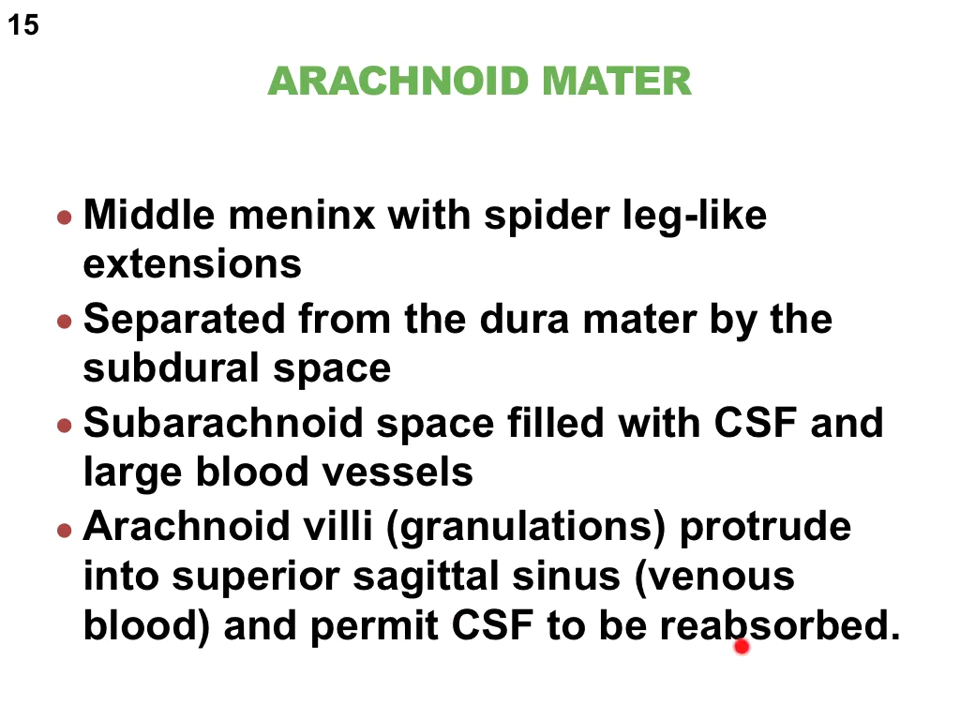 15
ARACHNOID MATER
• Middle meninx with spider leg-like
extensions
• Separated from the dura mater by the
subdural space
• Subarachnoid space filled with CSF and
large blood vessels
• Arachnoid villi (granulations) protrude
into superior sagittal sinus (venous
blood) and permit CSF to be reabsorbed.